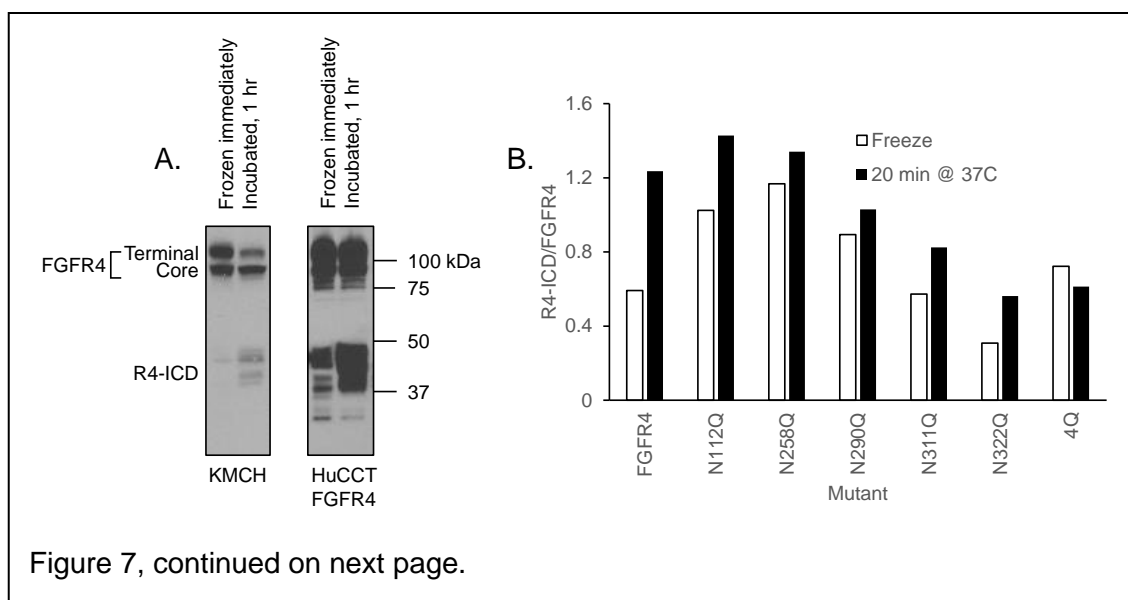 A.
Frozen immediately
Incubated, 1 hr
Frozen immediately
Incubated, 1 hr
FGFR4
Terminal
Core
R4-ICD
100 kDa
75
50
37
KMCH
HuCCT
FGFR4
B.
R4-ICD/FGFR4
1.6
1.2
0.8
0.4
0
Freeze
20 min @ 37C
FGFR4
N112Q
N258Q
N290Q
N311Q
N322Q
4Q
Mutant
Figure 7, continued on next page.